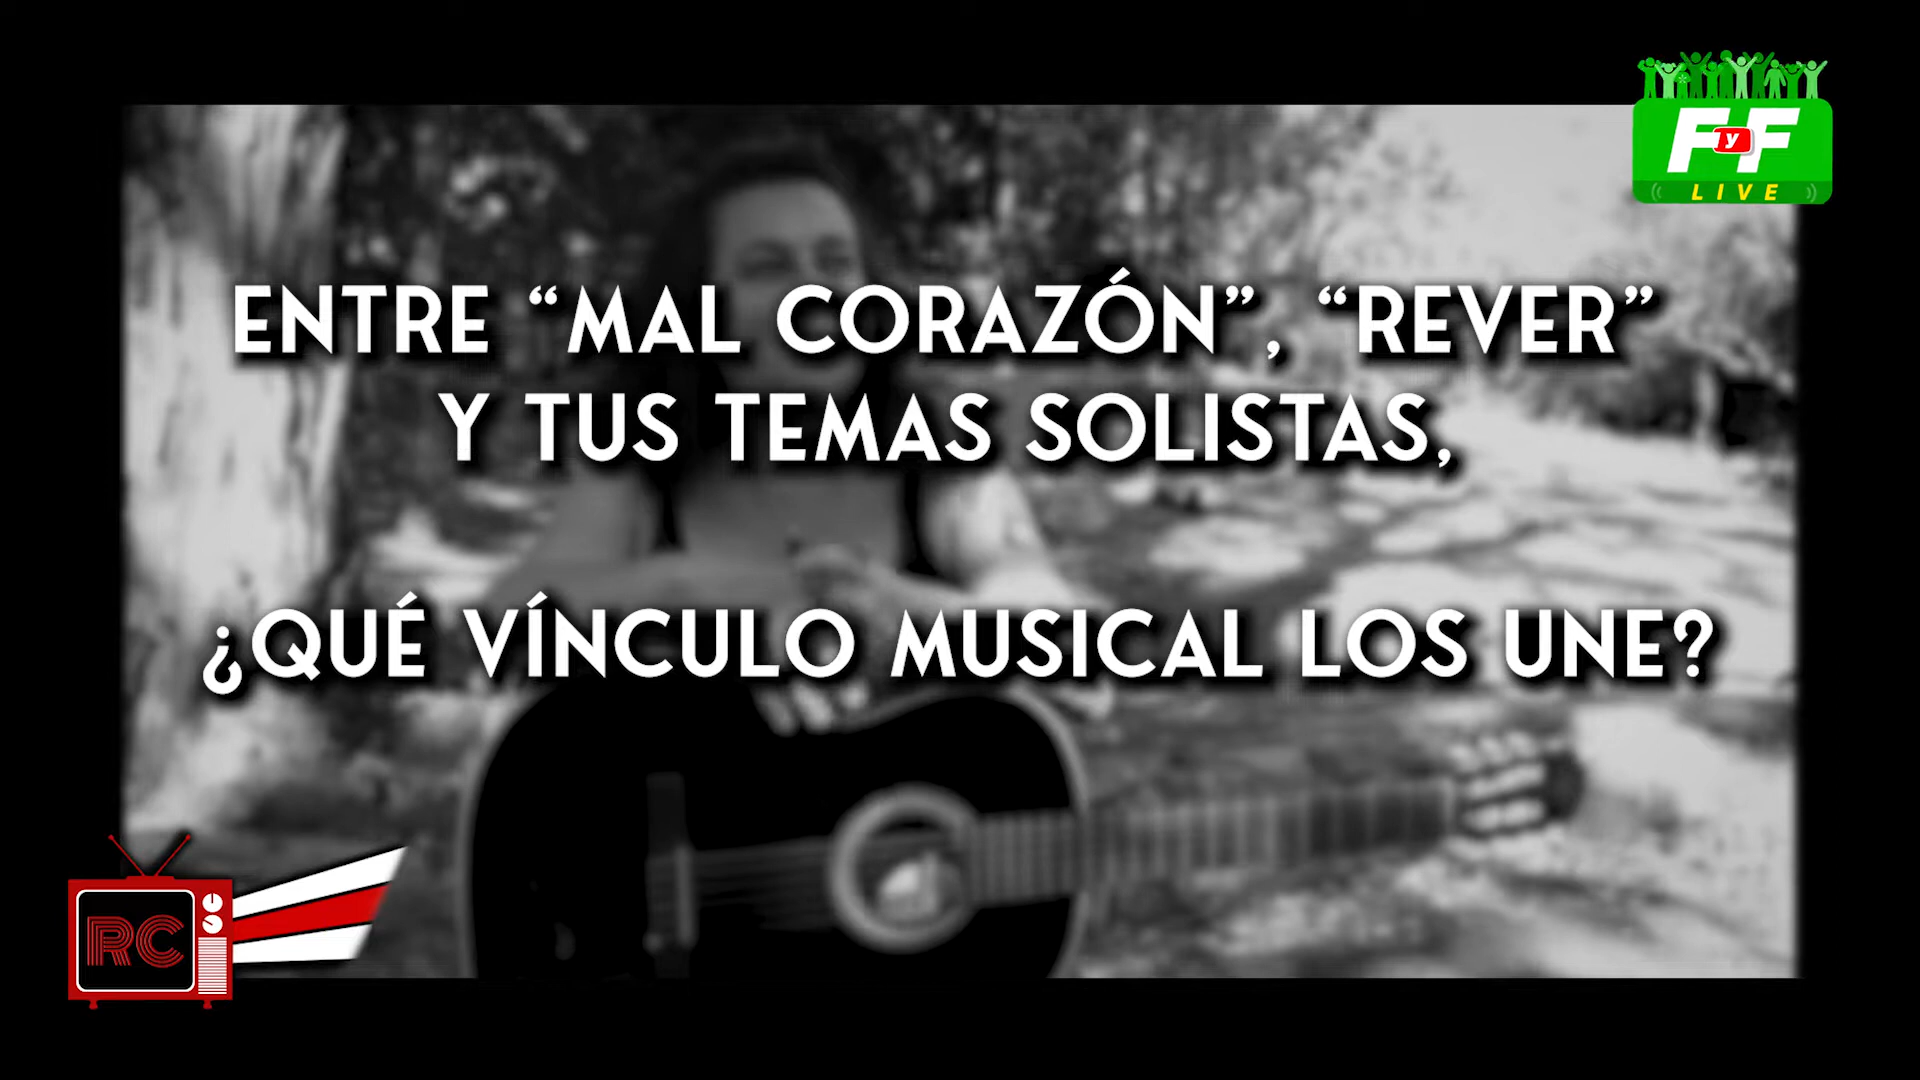 FyF
LIVE
ENTRE “MAL CORAZÓN”, “REVER”
Y TUS TEMAS SOLISTAS,
¿QUÉ VÍNCULO MUSICAL LOS UNE?
RC